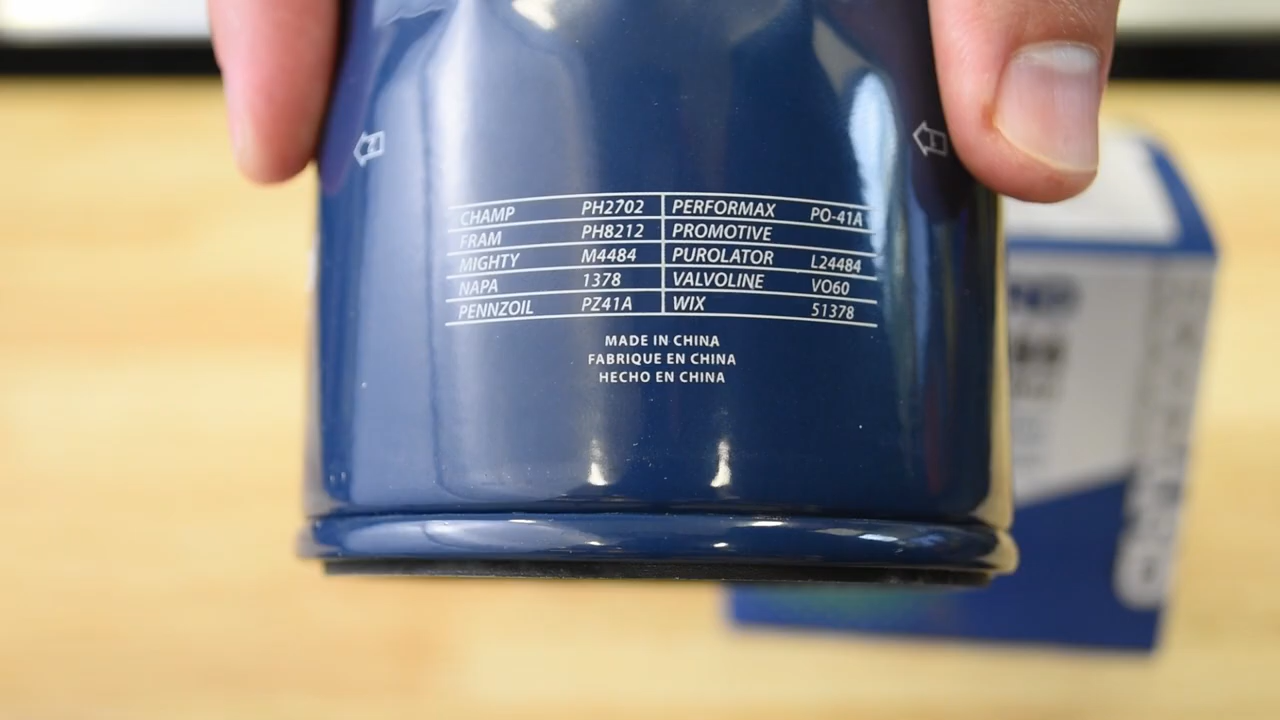 CHAMP PH2702 PERFORMAX PO-41A
FRAM PH8212 PROMOTIVE
MIGHTY M4484 PUROLATOR L24484
NAPA 1378 VALVOLINE VO60
PENNZOIL PZ41A WIX 51378
MADE IN CHINA
FABRIQUE EN CHINA
HECHO EN CHINA